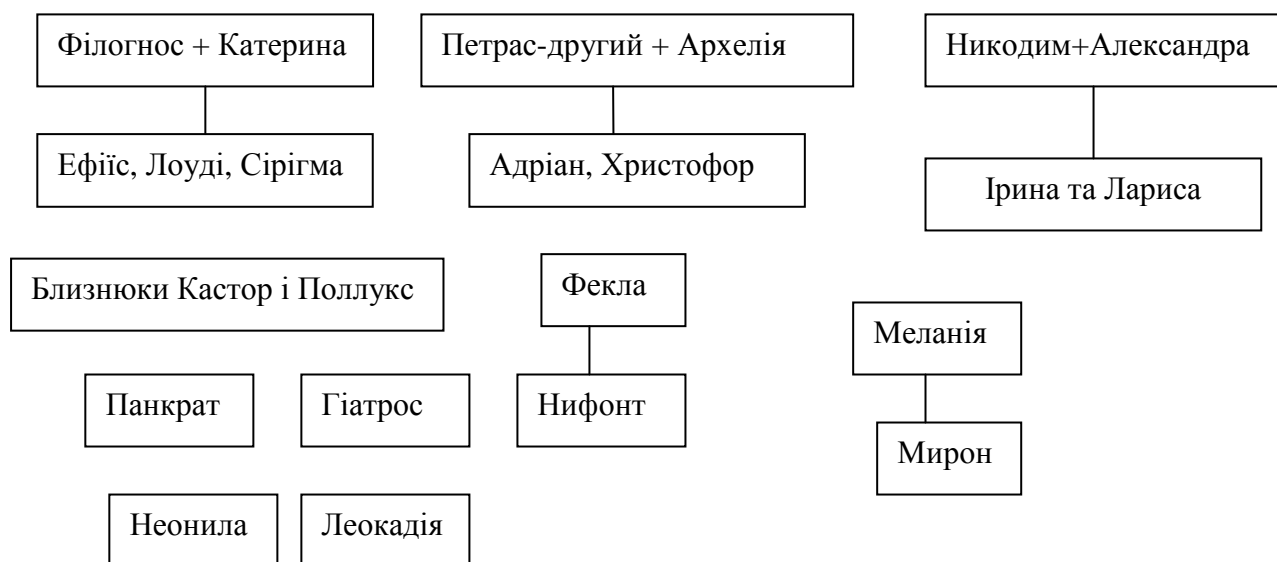 Філогнос + Катерина
Петрас-другий + Архелія
Никодим+Александра
Ефіїс, Лоуді, Сірігма
Адріан, Христофор
Ірина та Лариса
Близнюки Кастор і Поллукс
Фекла
Меланія
Панкрат
Гіатрос
Нифонт
Мирон
Неонила
Леокадія